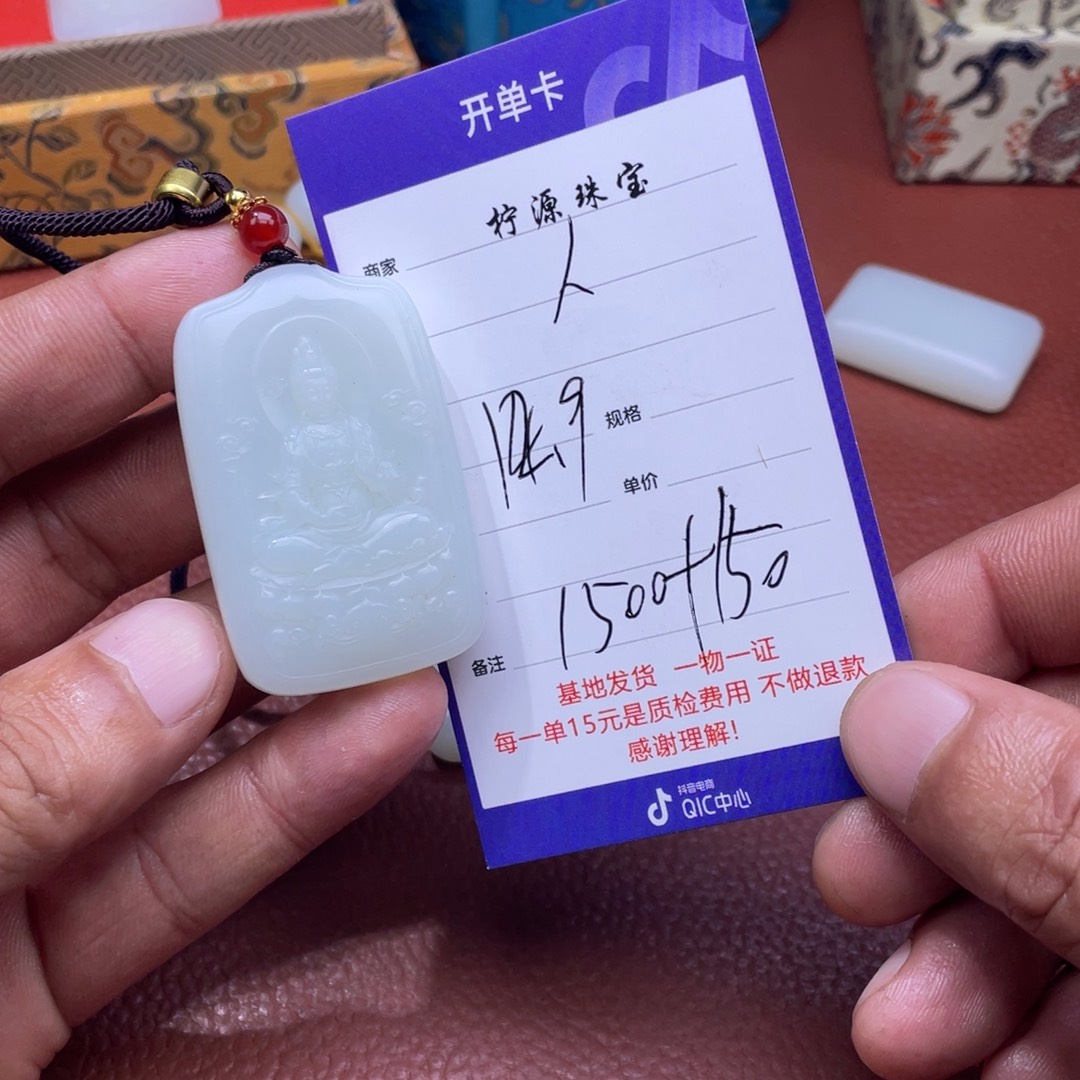 开单卡
柠源珠宝
商家
人
规格
单价
1500+150
备注
基地发货 一物一证
每一单15元是质检费用 不做退款
感谢理解!
抖音电商
QIC中心